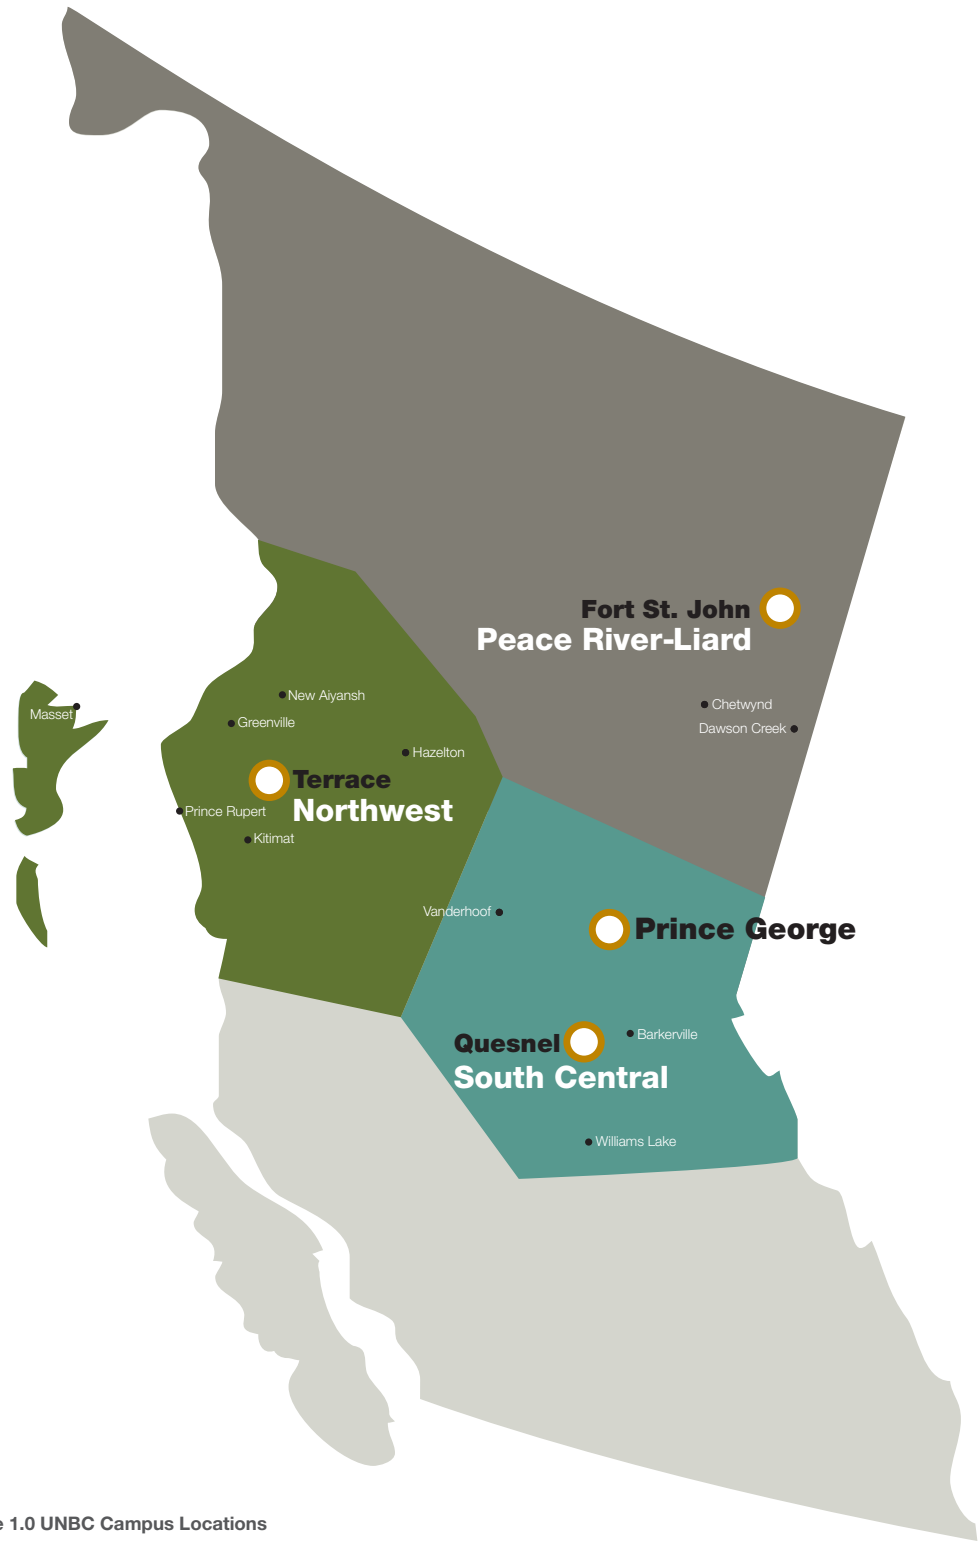 Fort St. John
Peace River-Liard
Chetwynd
Dawson Creek
New Aiyansh
Masset
Greenville
Hazelton
Terrace
Northwest
Prince Rupert
Kitimat
Vanderhoof
Prince George
Barkerville
Quesnel
South Central
Williams Lake
1.0 UNBC Campus Locations